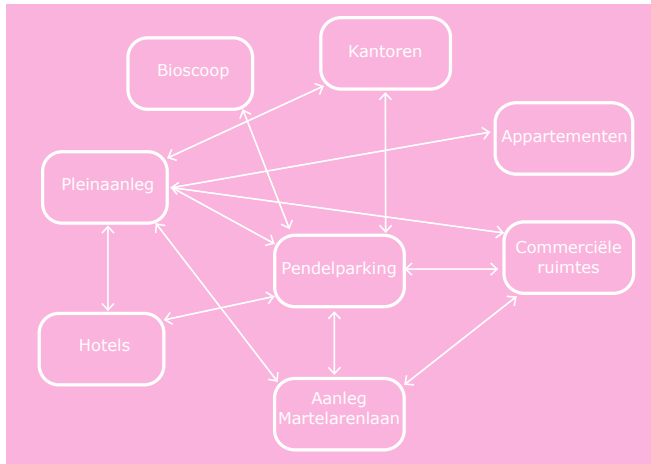 Kantoren
Bioscoop
Appartementen
Pleinaanleg
Commerciële
ruimtes
Pendelparking
Hotels
Aanleg
Martelarenlaan